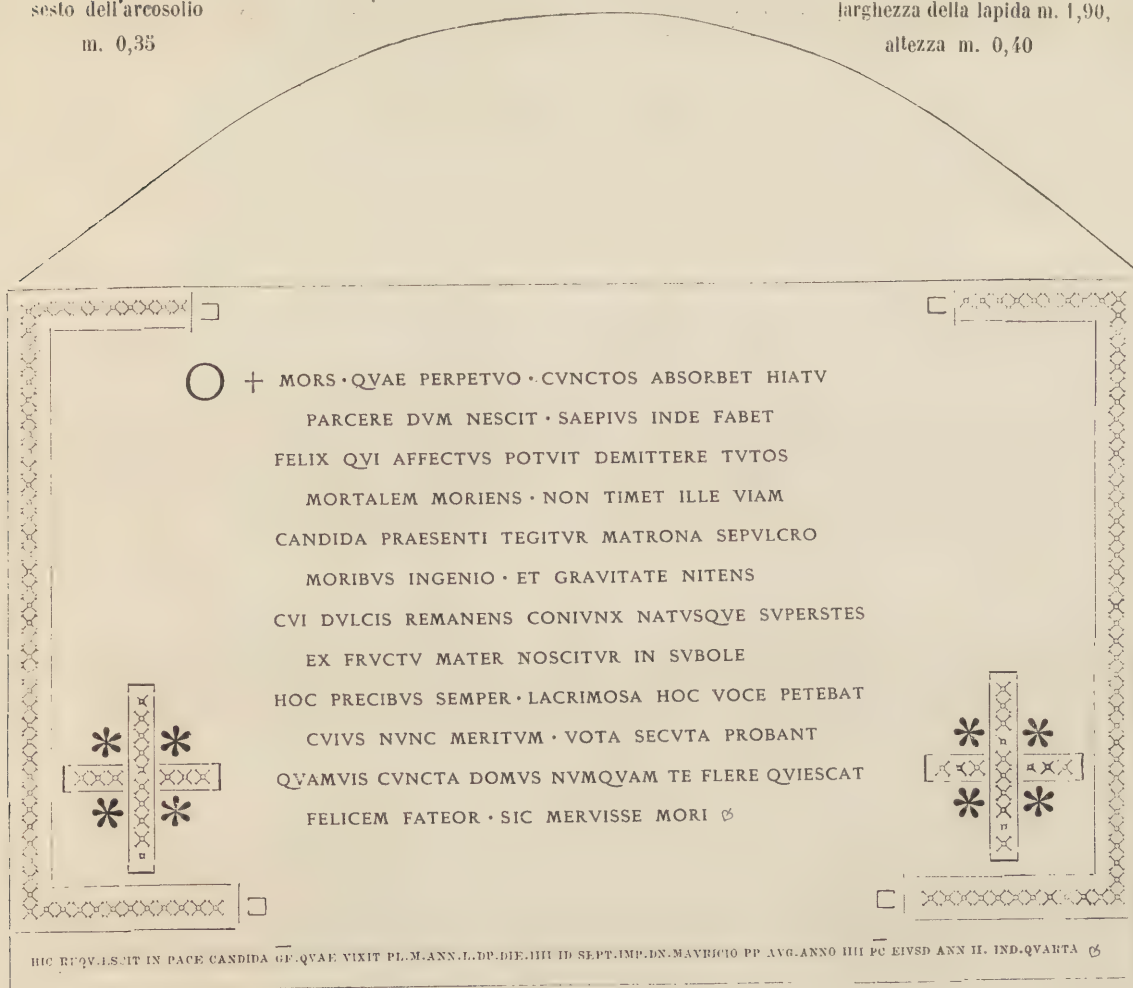 sesto dell'arcosolio
m. 0,35
larghezza della lapida m. 1,90,
altezza m. 0,40
O + MORS · QVAE PERPETVO · CVNCTOS ABSORBET HIATV
PARCERE DVM NESCIT · SAEPIVS INDE FABET
FELIX QVI AFFECTVS POTVIT DEMITTERE TVTOS
MORTALEM MORIENS · NON TIMET ILLE VIAM
CANDIDA PRAESENTI TEGITVR MATRONA SEPVLCRO
MORIBVS INGENIO · ET GRAVITATE NITENS
CVI DVLCIS REMANENS CONIVNX NATVSQVE SVPERSTES
EX FRVCTV MATER NOSCITVR IN SVBOLE
HOC PRECIBVS SEMPER · LACRIMOSA HOC VOCE PETEBAT
CVIVS NVNC MERITVM · VOTA SECVTA PROBANT
QVAMVIS CVNCTA DOMVS NVMQVAM TE FLERE QVIESCAT
FELICEM FATEOR · SIC MERVISSE MORI
HIC REQVIESCIT IN PACE CANDIDA CF.QVAE VIXIT PL.M.ANN.L.DP.DIE.IIII ID SEPT.IMP.DN.MAVRICIO PP AVG.ANNO IIII PC EIVSD ANN II. IND.QVARTA